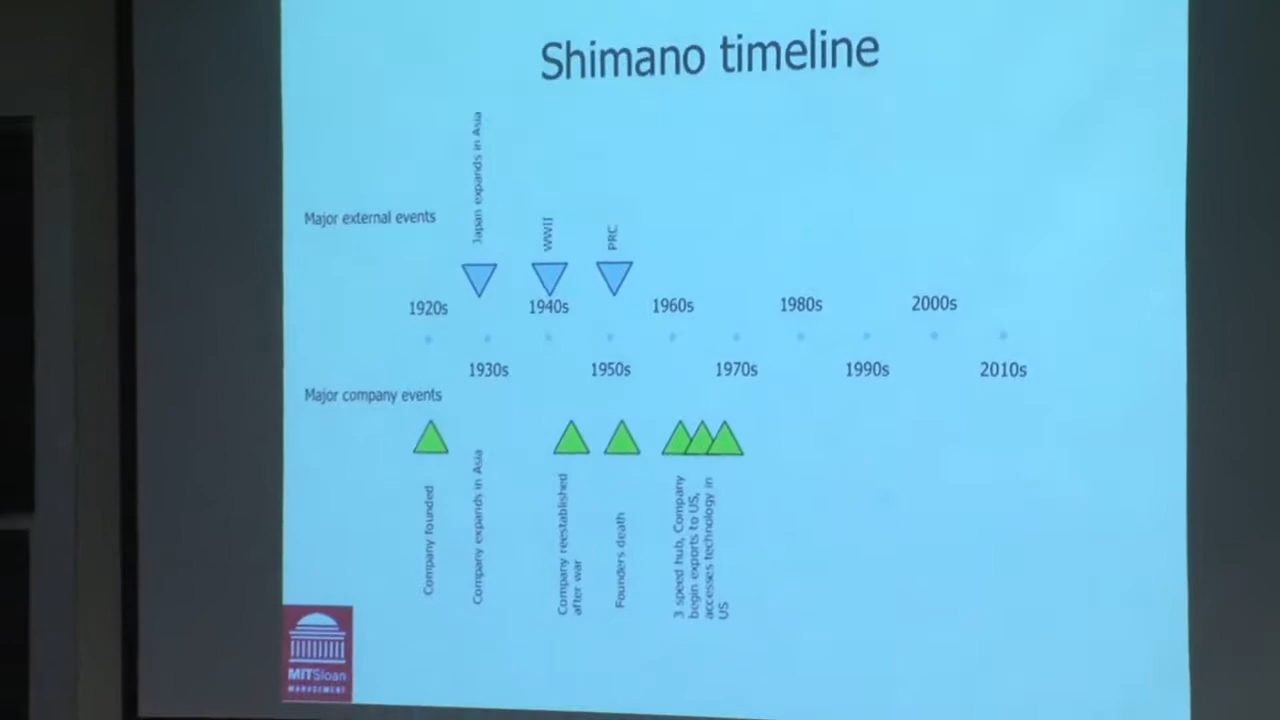 Shimano timeline
Japan expands in Asia
WWII
PRC
Major external events
1920s
1940s
1960s
1980s
2000s
1930s
1950s
1970s
1990s
2010s
Major company events
Company founded
Company expands in Asia
Company reestablished
after war
Founders death
3 speed hub, Company
begin exports to US,
accesses technology in
US
MITSloan
MANAGEMENT